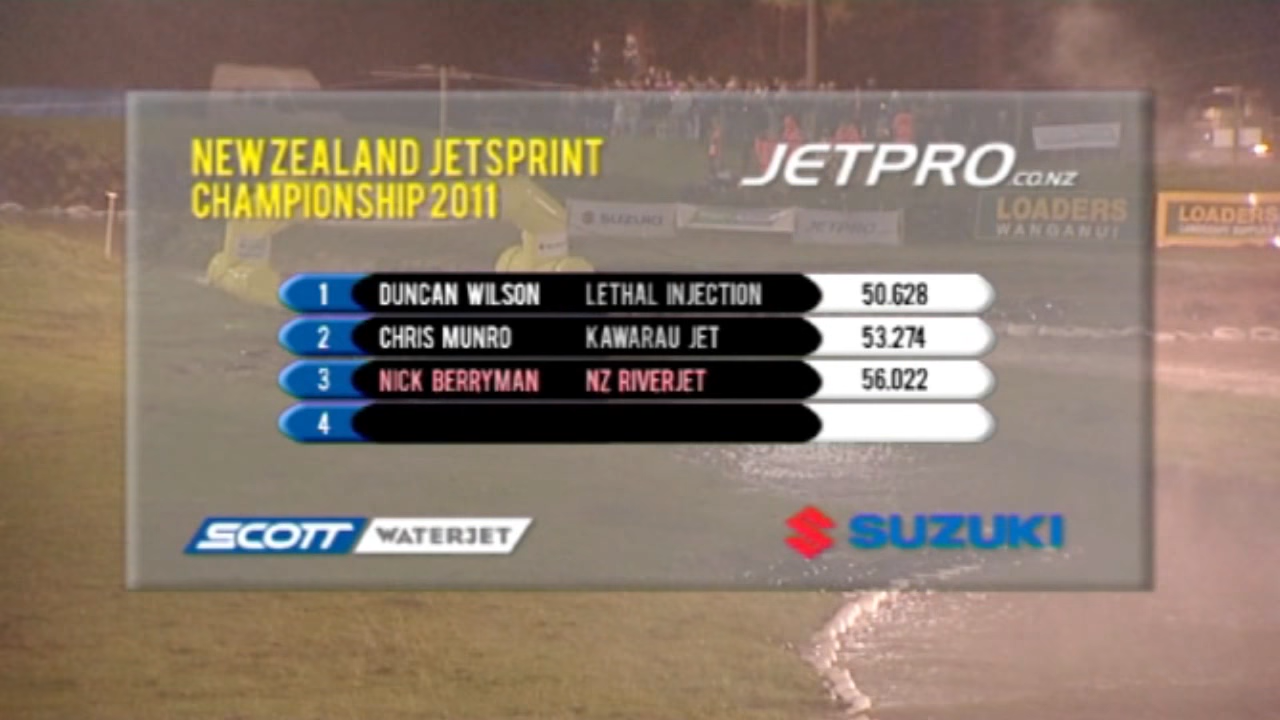 NEW ZEALAND JETSPRINT
CHAMPIONSHIP 2011
JETPRO.CO.NZ
SUZUKI
JETPRO
LOADERS
WANGANUI
LOADERS
1 DUNCAN WILSON LETHAL INJECTION 50.628
2 CHRIS MUNRO KAWARAU JET 53.274
3 NICK BERRYMAN NZ RIVERJET 56.022
4
SCOTT WATERJET
SUZUKI